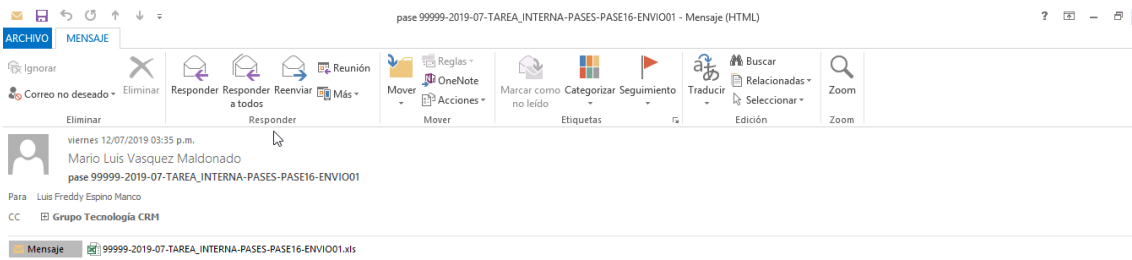 pase 99999-2019-07-TAREA_INTERNA-PASES-PASE16-ENVIO01 - Mensaje (HTML)
ARCHIVO MENSAJE
Ignorar
Correo no deseado
Eliminar
Responder
Responder a todos
Reenviar
Reunión
Más
Mover
Reglas
OneNote
Acciones
Marcar como no leído
Categorizar
Seguimiento
Traducir
Buscar
Relacionadas
Seleccionar
Zoom
Eliminar Responder Mover Etiquetas Edición Zoom
viernes 12/07/2019 03:35 p.m.
Mario Luis Vasquez Maldonado
pase 99999-2019-07-TAREA_INTERNA-PASES-PASE16-ENVIO01
Para Luis Freddy Espino Manco
CC Grupo Tecnología CRM
Mensaje 99999-2019-07-TAREA_INTERNA-PASES-PASE16-ENVIO01.xls